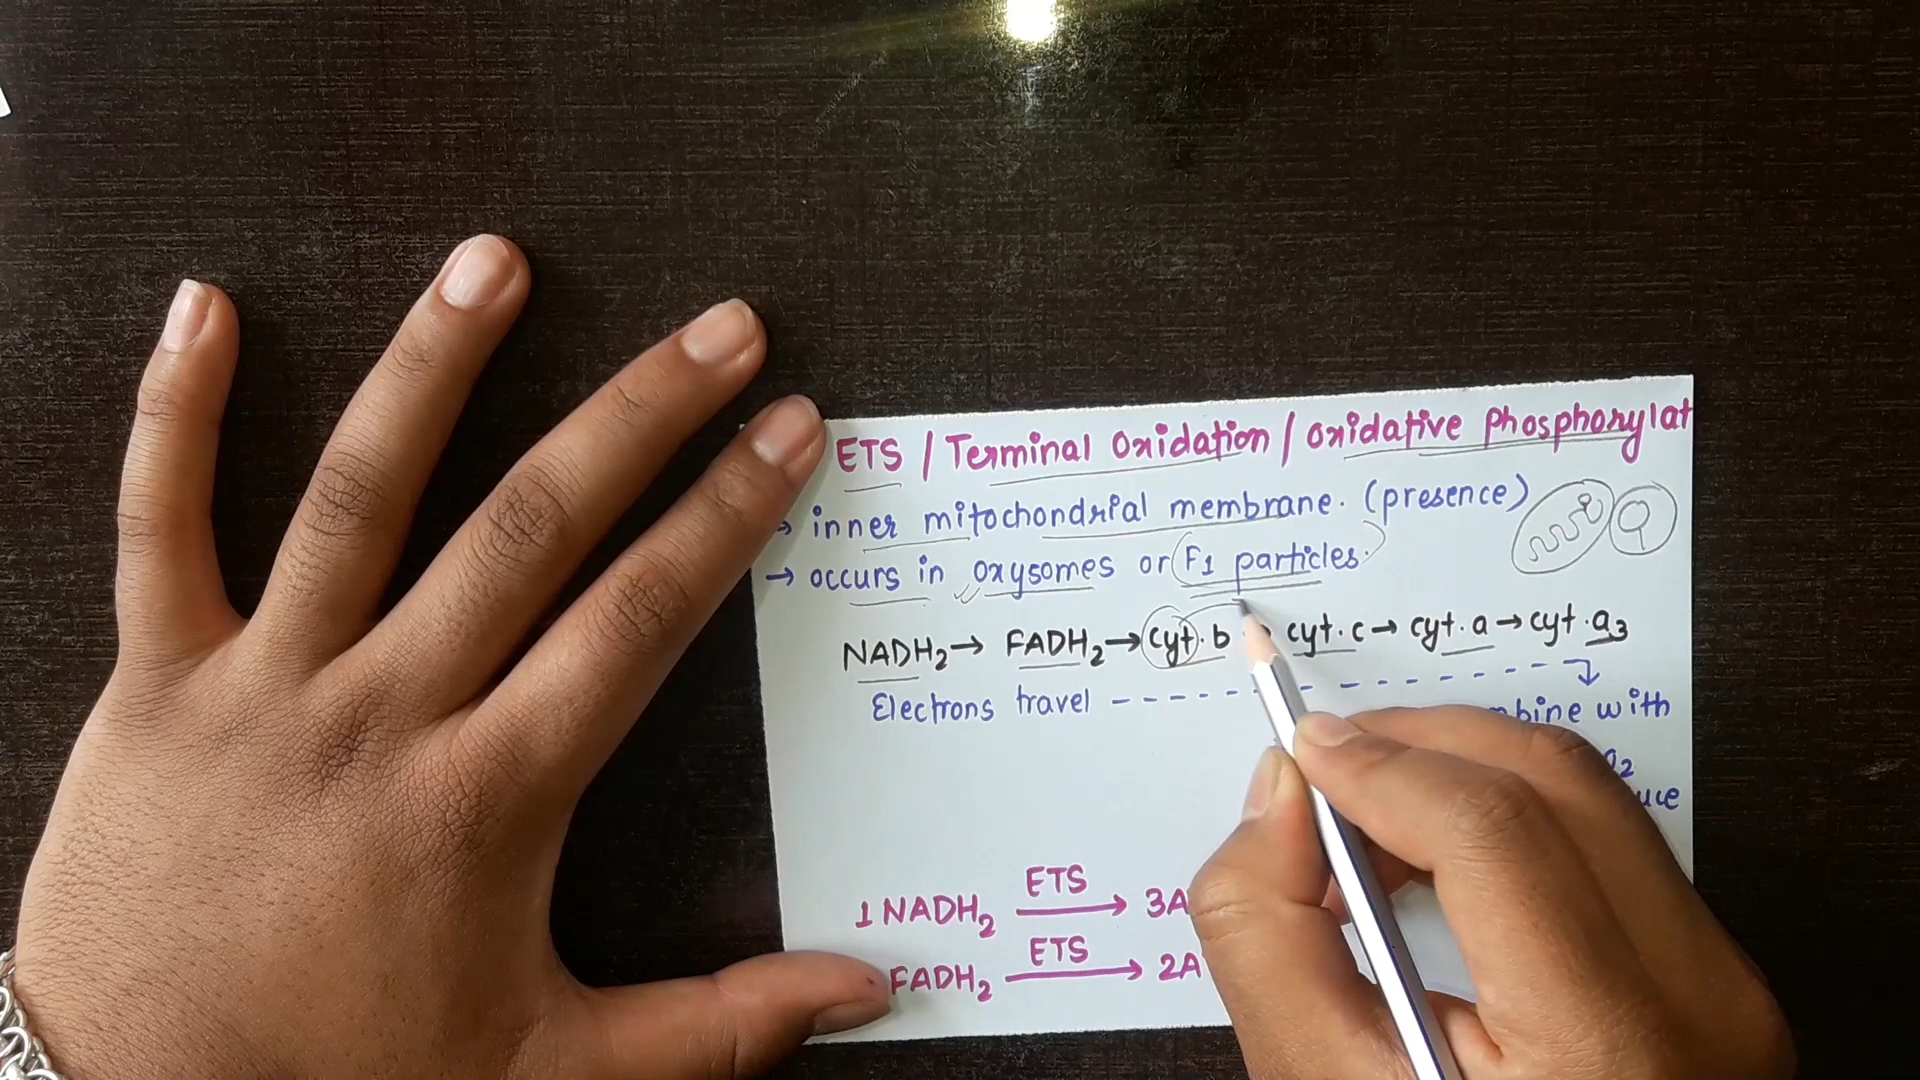 ETS / Terminal Oxidation / Oxidative Phosphorylat
→ inner mitochondrial membrane. (presence)
→ occurs in oxysomes or F1 particles.
NADH₂ → FADH₂ → cyt.b → cyt.c → cyt.a → cyt.a₃
Electrons travel
with
O₂
ETS
1 NADH₂ → 3A
ETS
FADH₂ → 2A